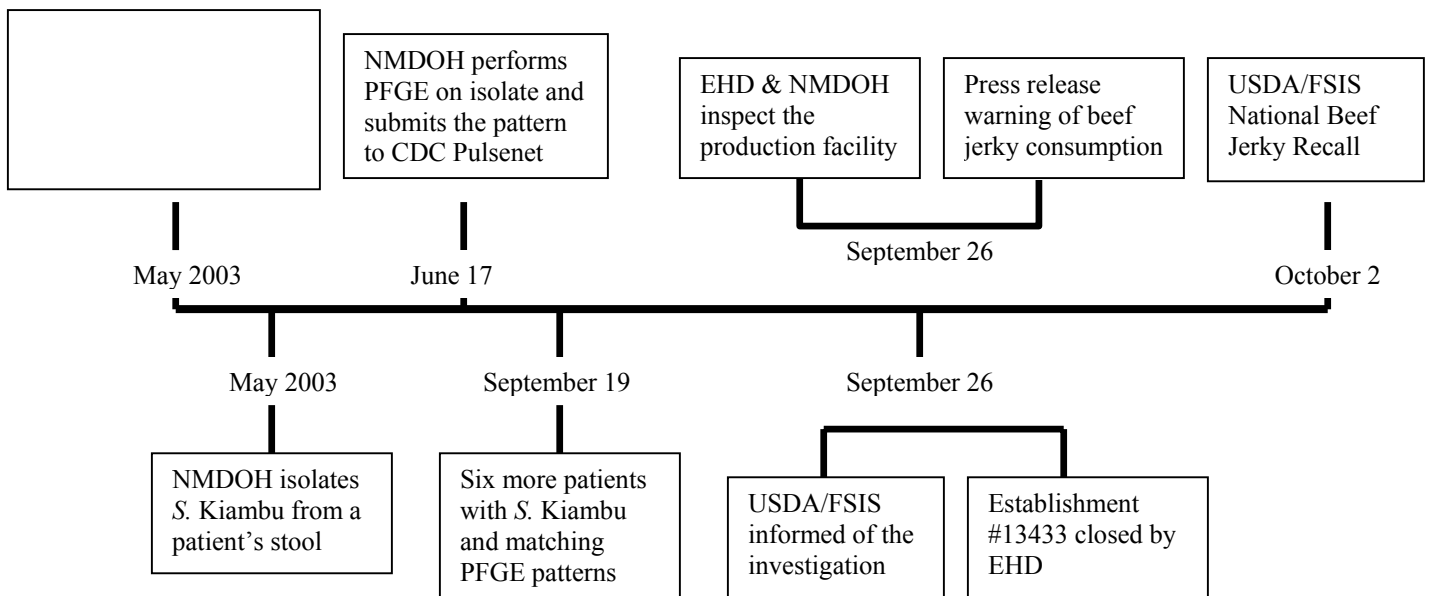 NMDOH performs
PFGE on isolate and
submits the pattern
to CDC Pulsenet
EHD & NMDOH
inspect the
production facility
Press release
warning of beef
jerky consumption
USDA/FSIS
National Beef
Jerky Recall
May 2003
June 17
September 26
October 2
May 2003
September 19
September 26
NMDOH isolates
S. Kiambu from a
patient's stool
Six more patients
with S. Kiambu
and matching
PFGE patterns
USDA/FSIS
informed of the
investigation
Establishment
#13433 closed by
EHD